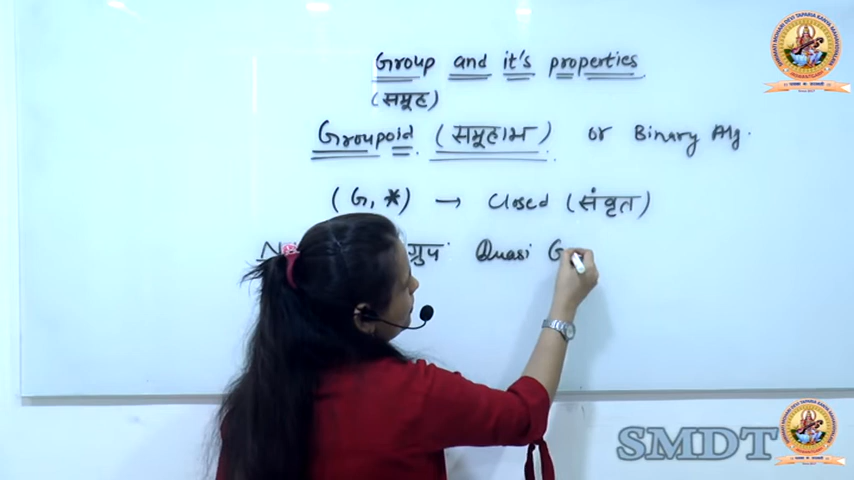 Group and it's properties
(समूह)
Groupoid (समूहाभ) or Binary Alg.
(G, *) → Closed (संवृत)
Quasi G
SMDT